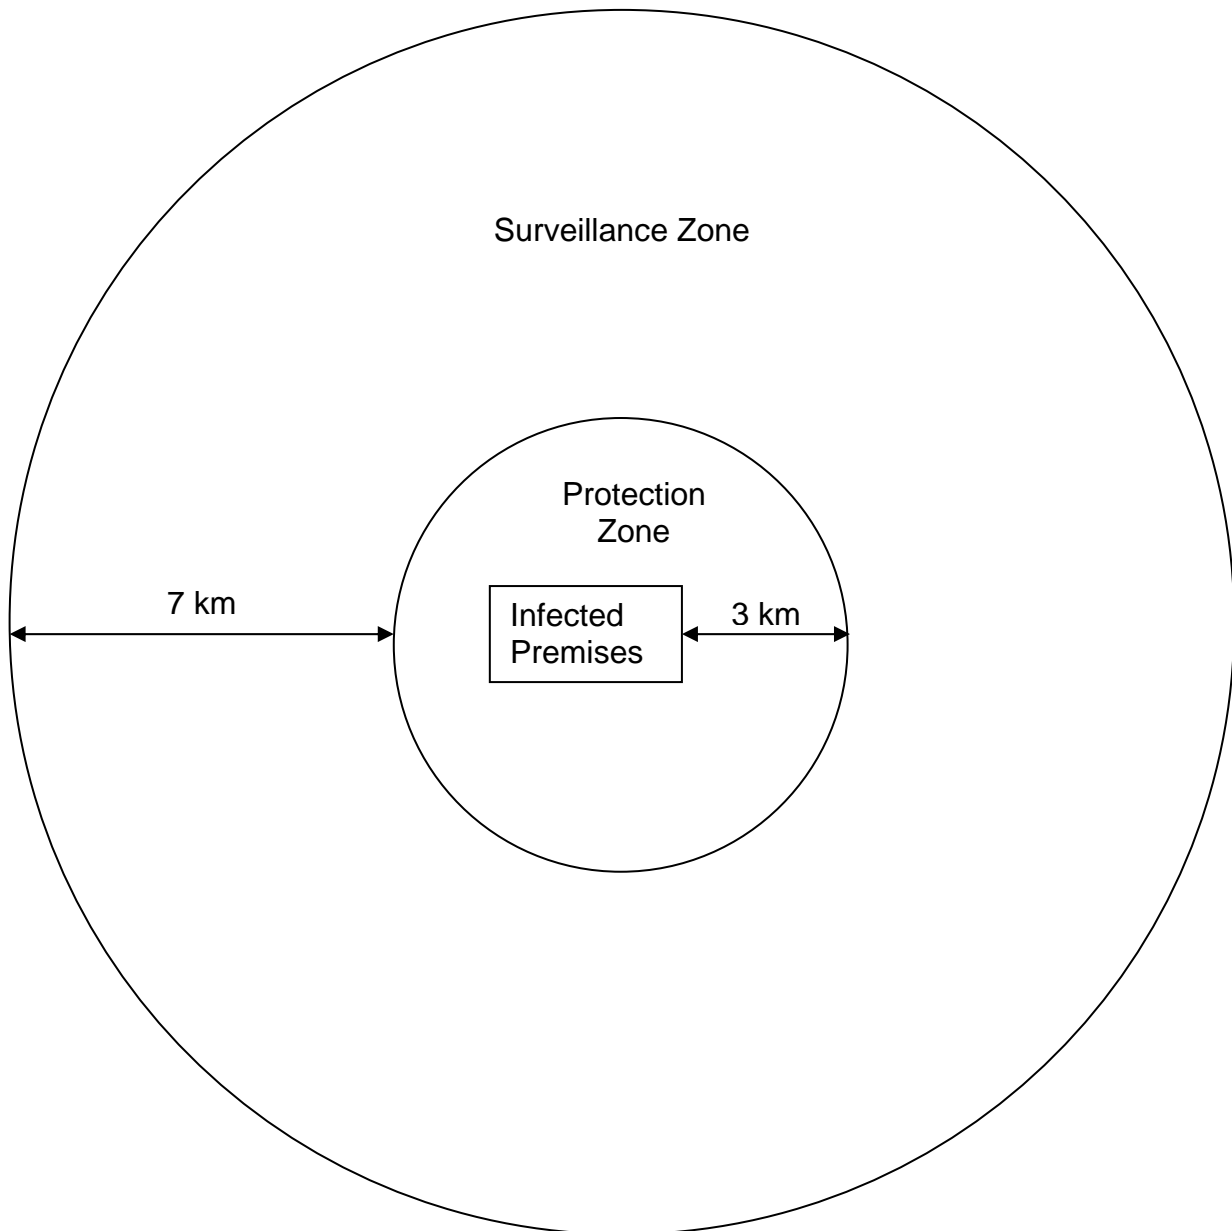 Surveillance Zone
Protection
Zone
7 km
Infected
Premises
3 km